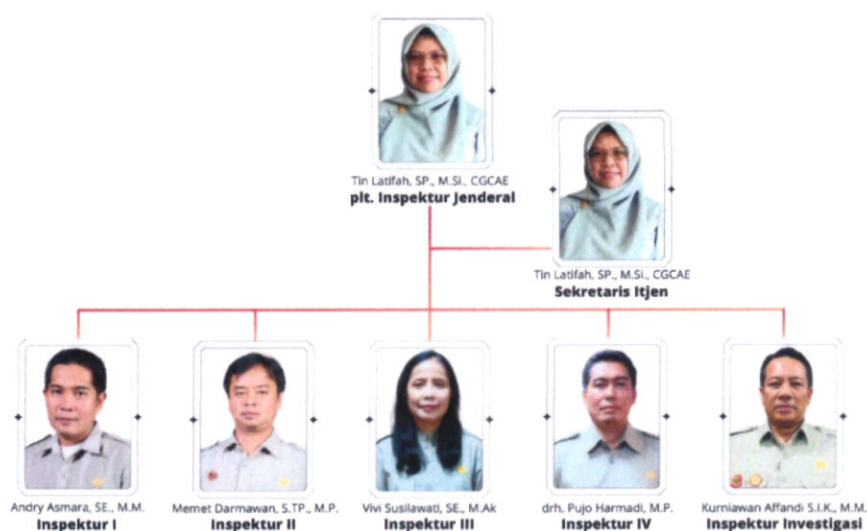 Tin Latifah, SP., M.Si., CGCAE
plt. Inspektur Jenderal
Tin Latifah, SP., M.Si., CGCAE
Sekretaris Itjen
Andry Asmara, SE., M.M.
Inspektur I
Memet Darmawan, S.TP., M.P.
Inspektur II
Vivi Susilawati, SE., M.Ak
Inspektur III
drh. Pujo Harmadi, M.P.
Inspektur IV
Kurniawan Affandi S.I.K., M.M.
Inspektur Investigasi